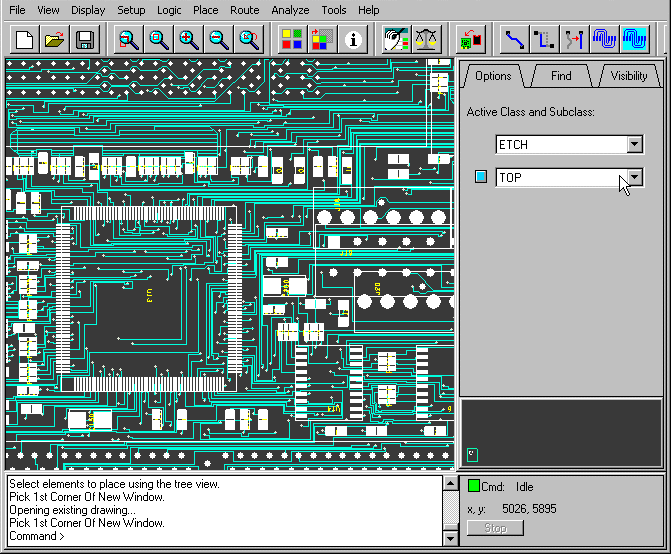 File View Display Setup Logic Place Route Analyze Tools Help
Options Find Visibility
Active Class and Subclass:
ETCH
TOP
Select elements to place using the tree view.
Pick 1st Corner Of New Window.
Opening existing drawing...
Pick 1st Corner Of New Window.
Command >
Cmd: Idle
x, y: 5026, 5895
Stop